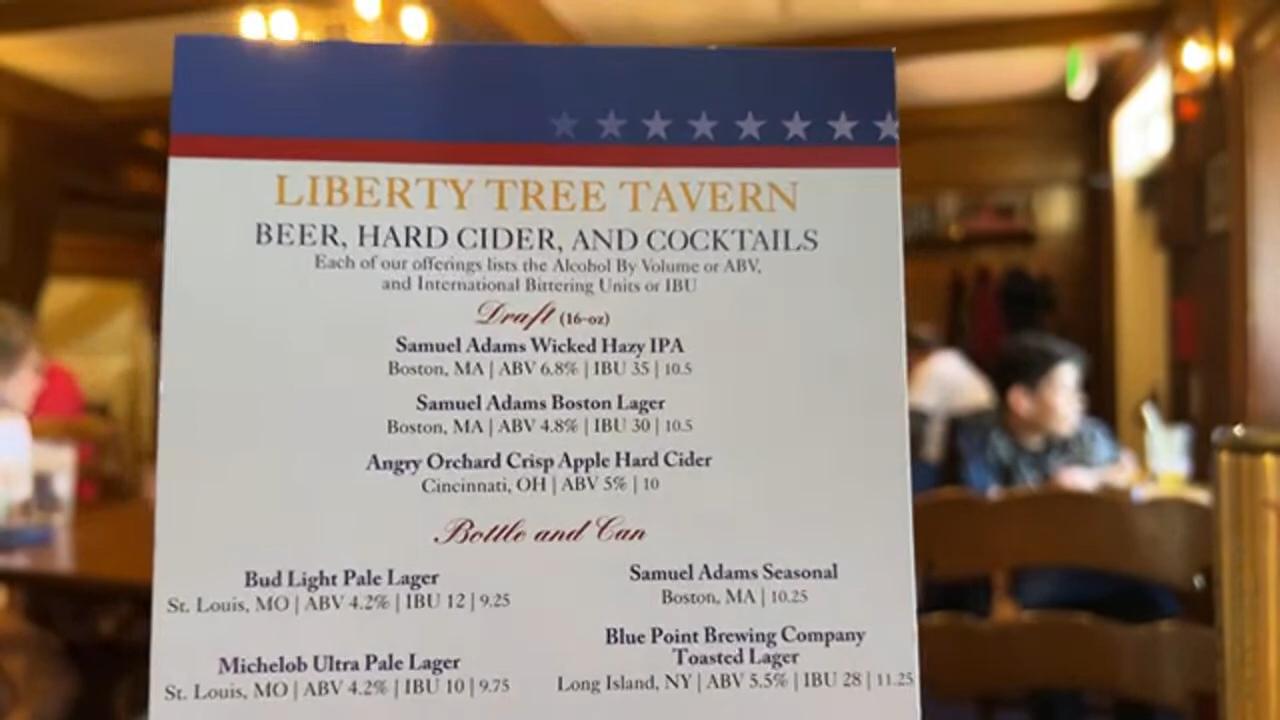 LIBERTY TREE TAVERN
BEER, HARD CIDER, AND COCKTAILS
Each of our offerings lists the Alcohol By Volume or ABV,
and International Bittering Units or IBU
Draft (16-oz)
Samuel Adams Wicked Hazy IPA
Boston, MA | ABV 6.8% | IBU 35 | 10.5
Samuel Adams Boston Lager
Boston, MA | ABV 4.8% | IBU 30 | 10.5
Angry Orchard Crisp Apple Hard Cider
Cincinnati, OH | ABV 5% | 10
Bottle and Can
Bud Light Pale Lager
St. Louis, MO | ABV 4.2% | IBU 12 | 9.25
Michelob Ultra Pale Lager
St. Louis, MO | ABV 4.2% | IBU 10 | 9.75
Samuel Adams Seasonal
Boston, MA | 10.25
Blue Point Brewing Company
Toasted Lager
Long Island, NY | ABV 5.5% | IBU 28 | 11.25